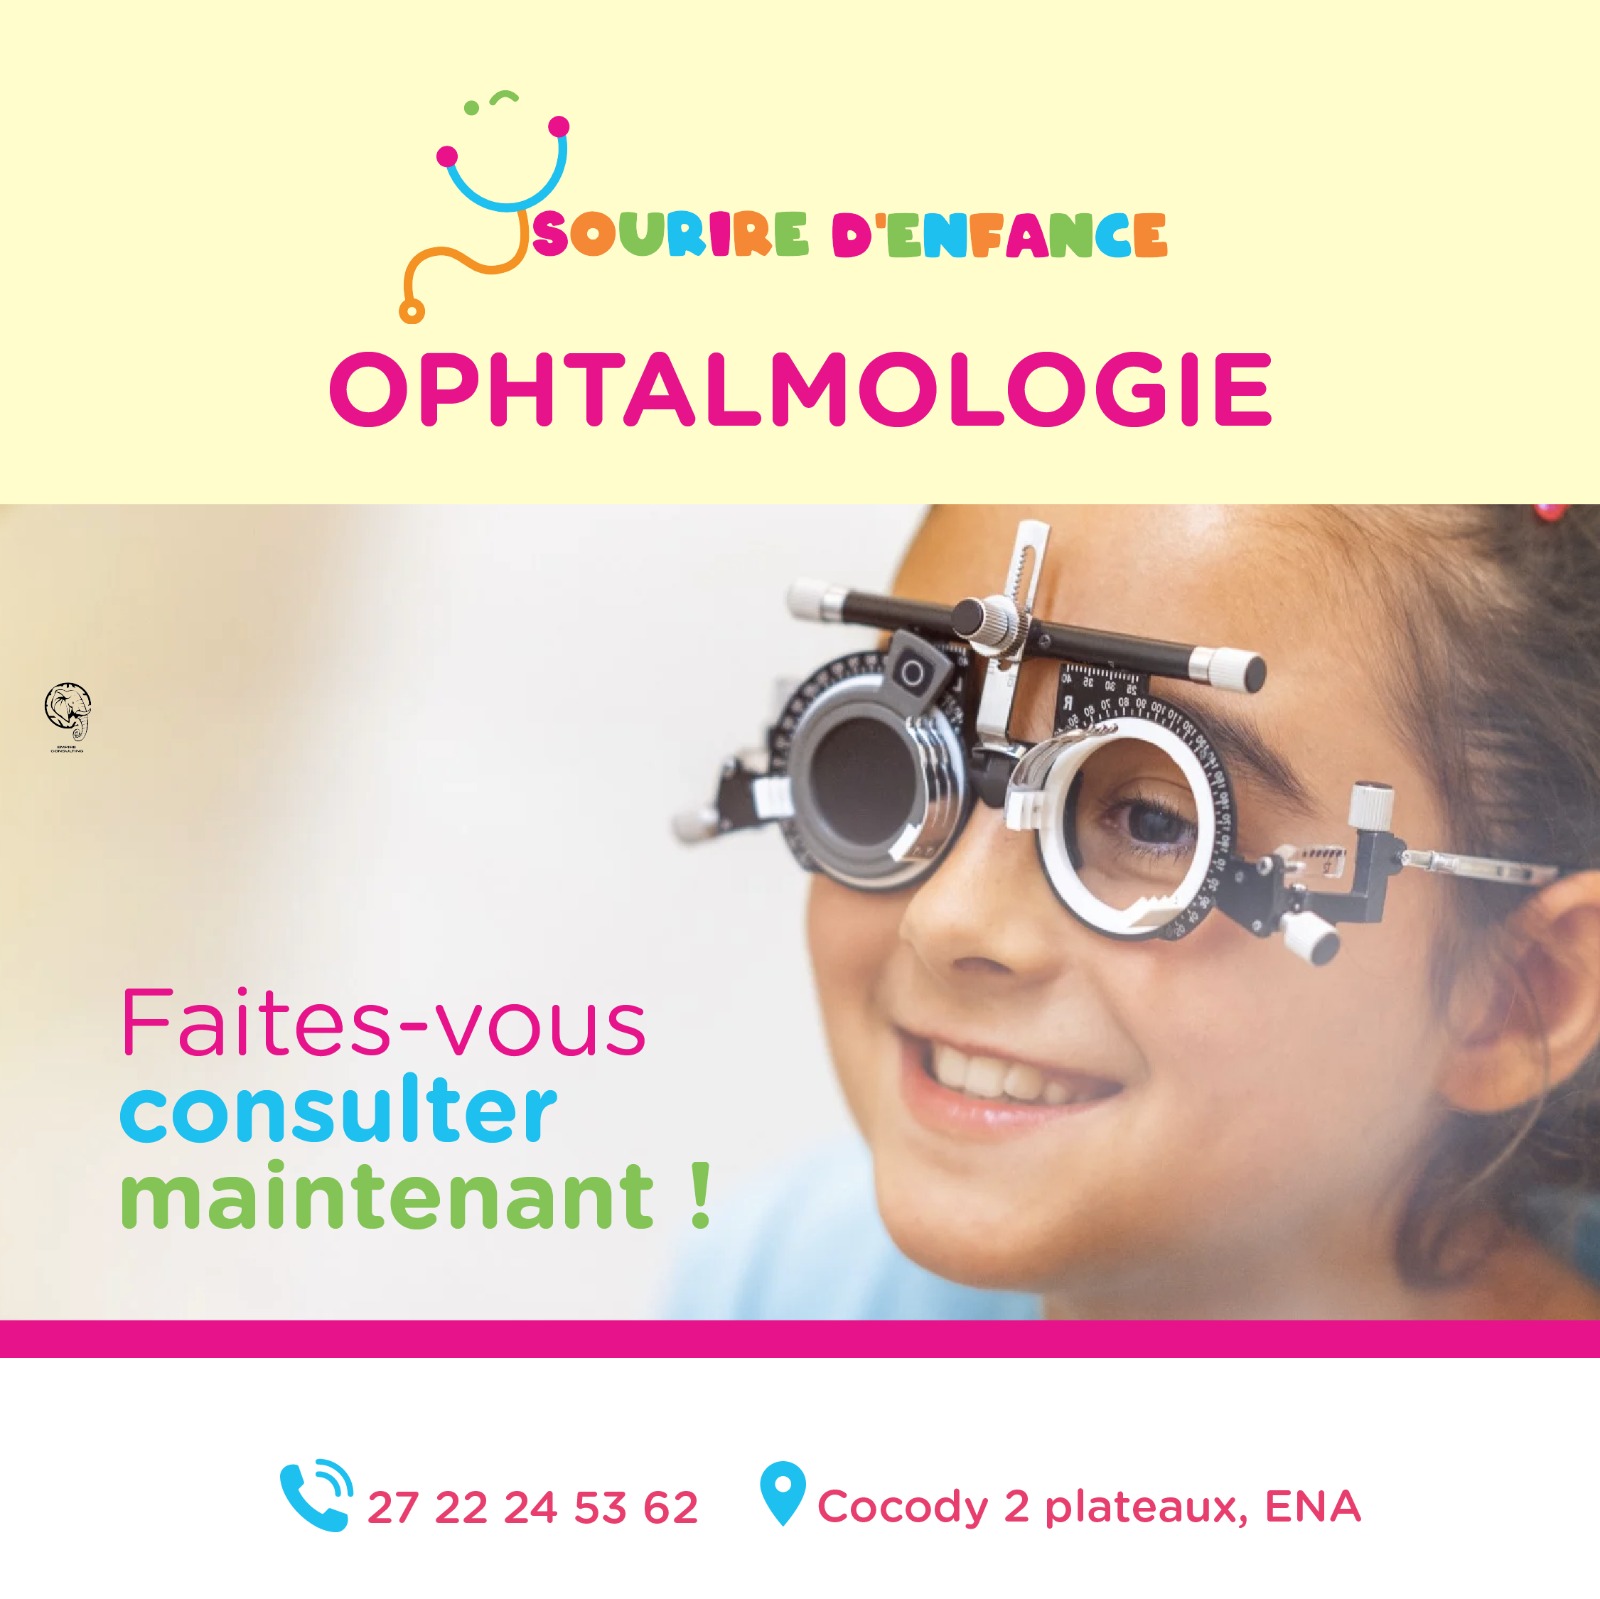 SOURIRE D'ENFANCE
OPHTALMOLOGIE
Faites-vous
consulter
maintenant !
27 22 24 53 62
Cocody 2 plateaux, ENA